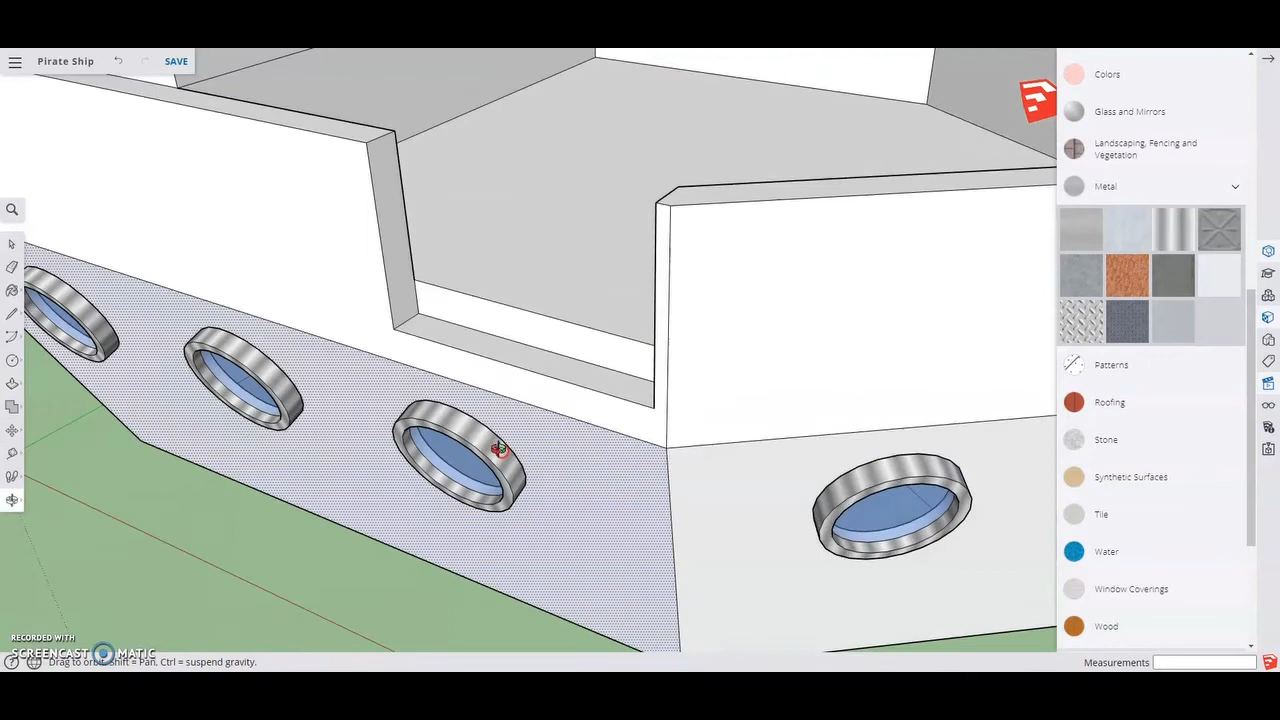 Pirate Ship
SAVE
Colors
Glass and Mirrors
Landscaping, Fencing and
Vegetation
Metal
Patterns
Roofing
Stone
Synthetic Surfaces
Tile
Water
Window Coverings
Wood
RECORDED WITH
SCREENCAST MATIC
Drag to orbit. Shift = Pan, Ctrl = suspend gravity.
Measurements